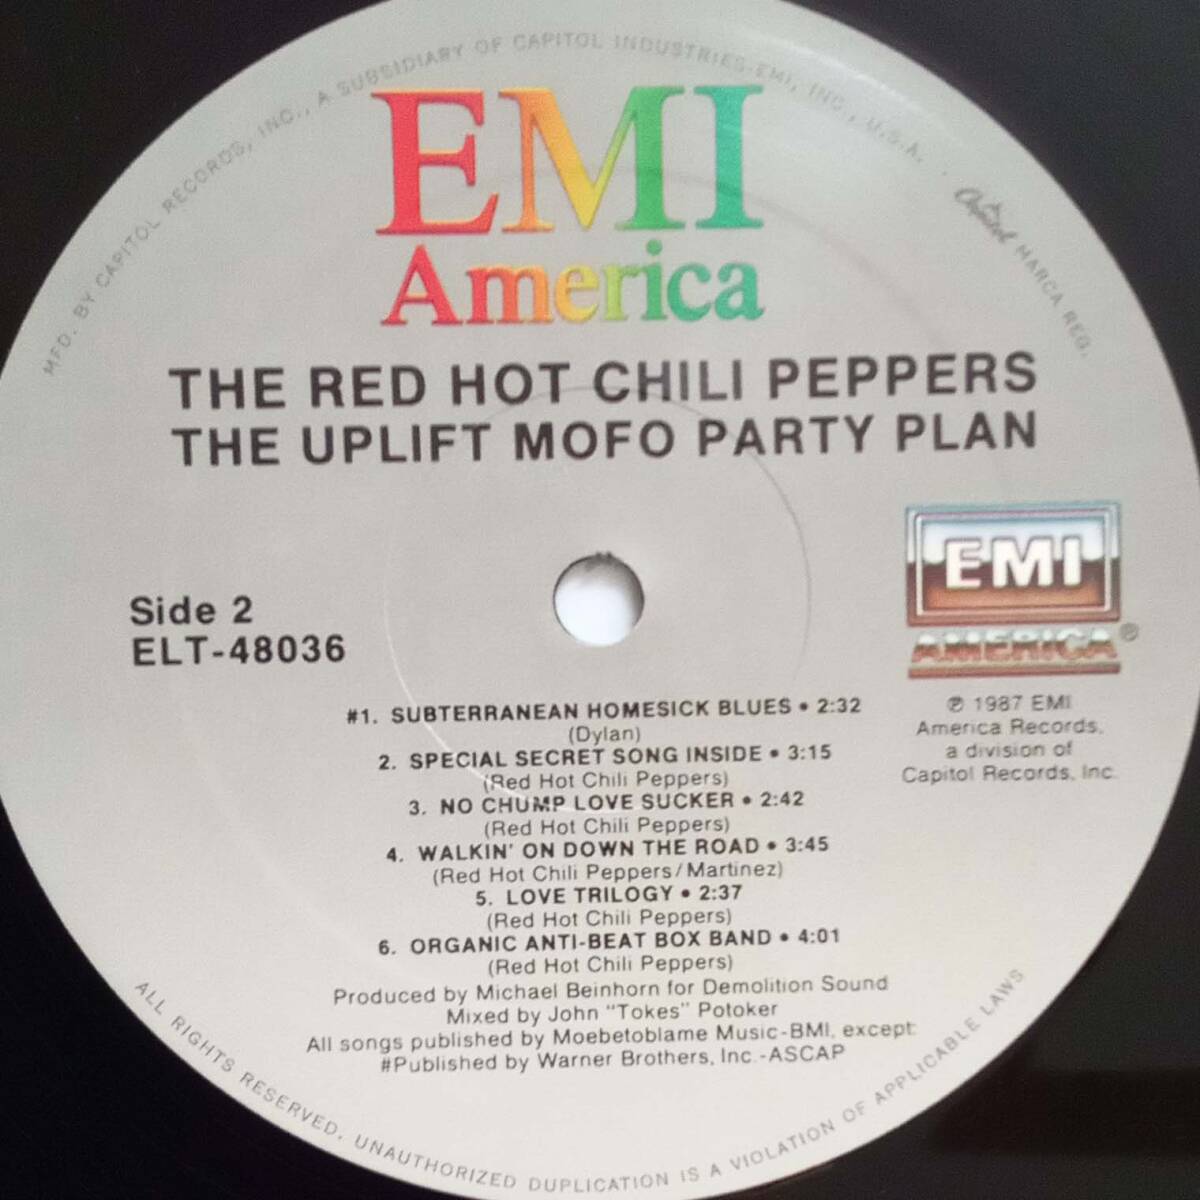 MFD. BY CAPITOL RECORDS, INC., A SUBSIDIARY OF CAPITOL INDUSTRIES-EMI, INC., U.S.A. · Capitol MARCA REG.
EMI
America
THE RED HOT CHILI PEPPERS
THE UPLIFT MOFO PARTY PLAN
EMI
AMERICA®
Side 2
ELT-48036
℗ 1987 EMI
America Records,
a division of
Capitol Records, Inc.
#1. SUBTERRANEAN HOMESICK BLUES • 2:32
(Dylan)
2. SPECIAL SECRET SONG INSIDE • 3:15
(Red Hot Chili Peppers)
3. NO CHUMP LOVE SUCKER • 2:42
(Red Hot Chili Peppers)
4. WALKIN' ON DOWN THE ROAD • 3:45
(Red Hot Chili Peppers/Martinez)
5. LOVE TRILOGY • 2:37
(Red Hot Chili Peppers)
6. ORGANIC ANTI-BEAT BOX BAND • 4:01
(Red Hot Chili Peppers)
Produced by Michael Beinhorn for Demolition Sound
Mixed by John "Tokes" Potoker
All songs published by Moebetoblame Music-BMI, except:
#Published by Warner Brothers, Inc.-ASCAP
ALL RIGHTS RESERVED. UNAUTHORIZED DUPLICATION IS A VIOLATION OF APPLICABLE LAWS